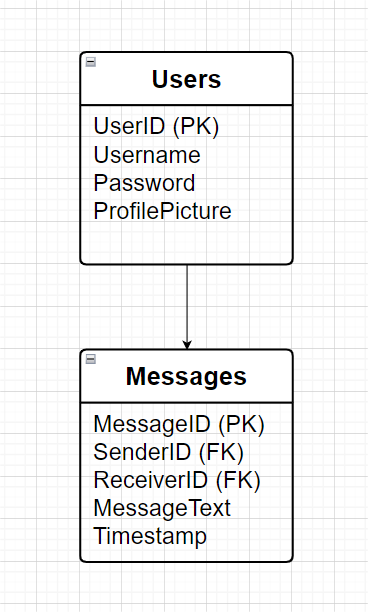 Users
UserID (PK)
Username
Password
ProfilePicture
Messages
MessageID (PK)
SenderID (FK)
ReceiverID (FK)
MessageText
Timestamp